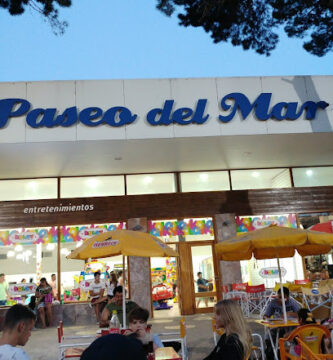 Paseo del Mar
entretenimientos